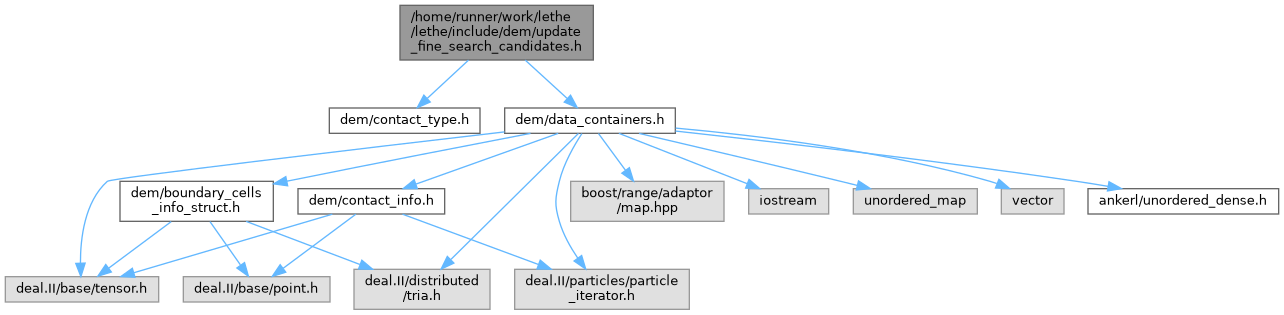 /home/runner/work/lethe
/lethe/include/dem/update
_fine_search_candidates.h
dem/contact_type.h
dem/data_containers.h
dem/boundary_cells
_info_struct.h
dem/contact_info.h
boost/range/adaptor
/map.hpp
iostream
unordered_map
vector
ankerl/unordered_dense.h
deal.II/base/tensor.h
deal.II/base/point.h
deal.II/distributed
/tria.h
deal.II/particles/particle
_iterator.h